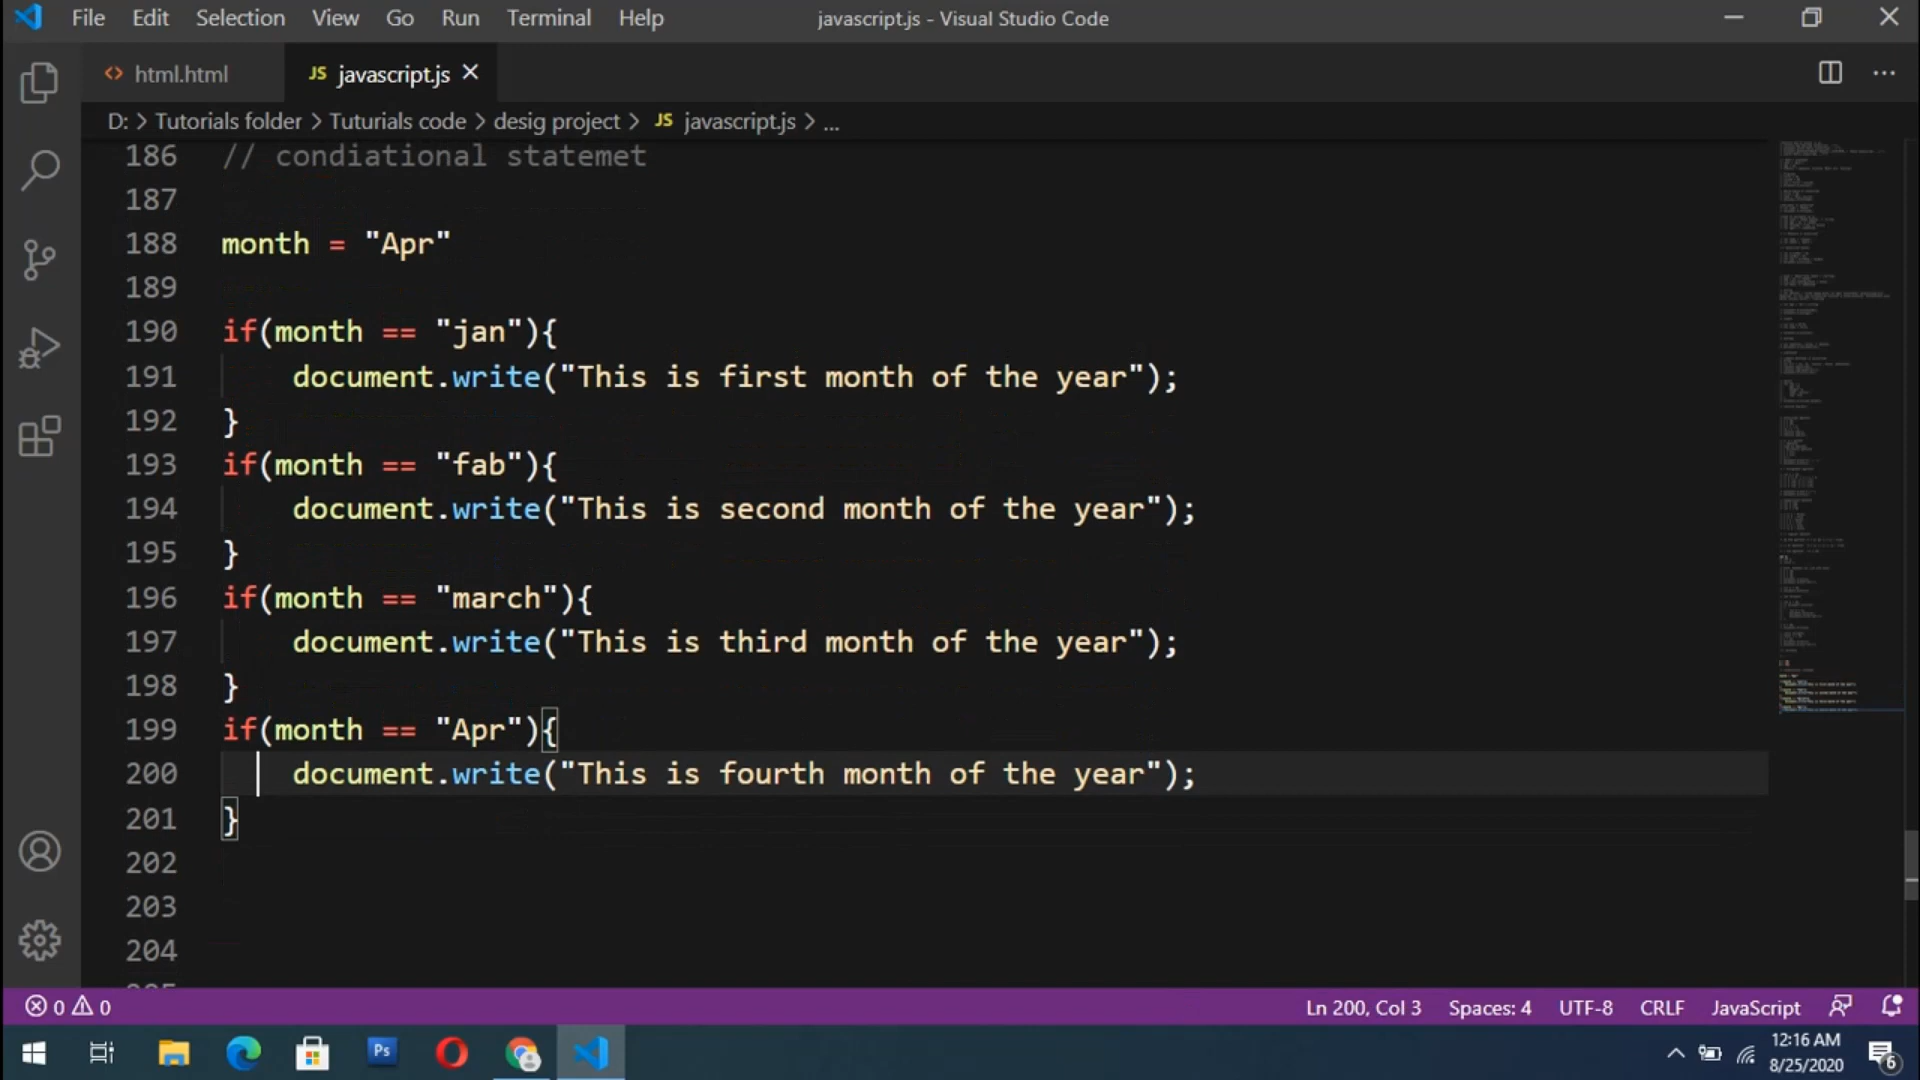 File Edit Selection View Go Run Terminal Help javascript.js - Visual Studio Code
<> html.html JS javascript.js
D: > Tutorials folder > Tuturials code > desig project > JS javascript.js > ...
186 // condiational statemet
187
188 month = "Apr"
189
190 if(month == "jan"){
191 document.write("This is first month of the year");
192 }
193 if(month == "fab"){
194 document.write("This is second month of the year");
195 }
196 if(month == "march"){
197 document.write("This is third month of the year");
198 }
199 if(month == "Apr"){
200 document.write("This is fourth month of the year");
201 }
202
203
204
0 0 Ln 200, Col 3 Spaces: 4 UTF-8 CRLF JavaScript
Ps 12:16 AM
8/25/2020 6